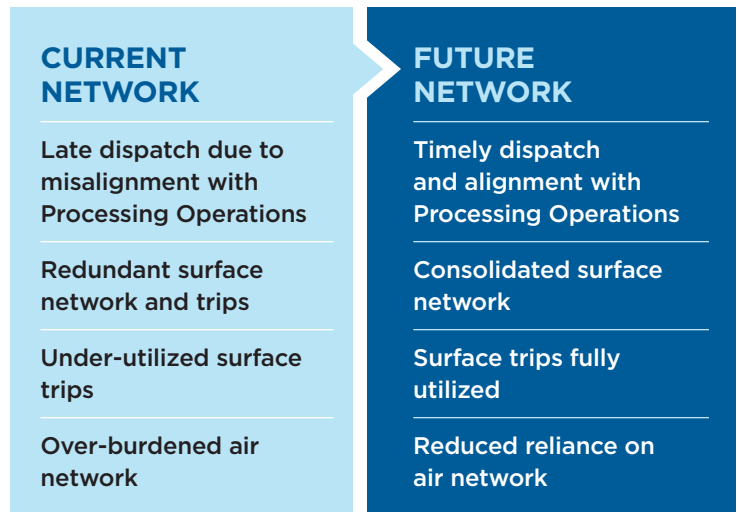 CURRENT
NETWORK
Late dispatch due to
misalignment with
Processing Operations
Redundant surface
network and trips
Under-utilized surface
trips
Over-burdened air
network
FUTURE
NETWORK
Timely dispatch
and alignment with
Processing Operations
Consolidated surface
network
Surface trips fully
utilized
Reduced reliance on
air network